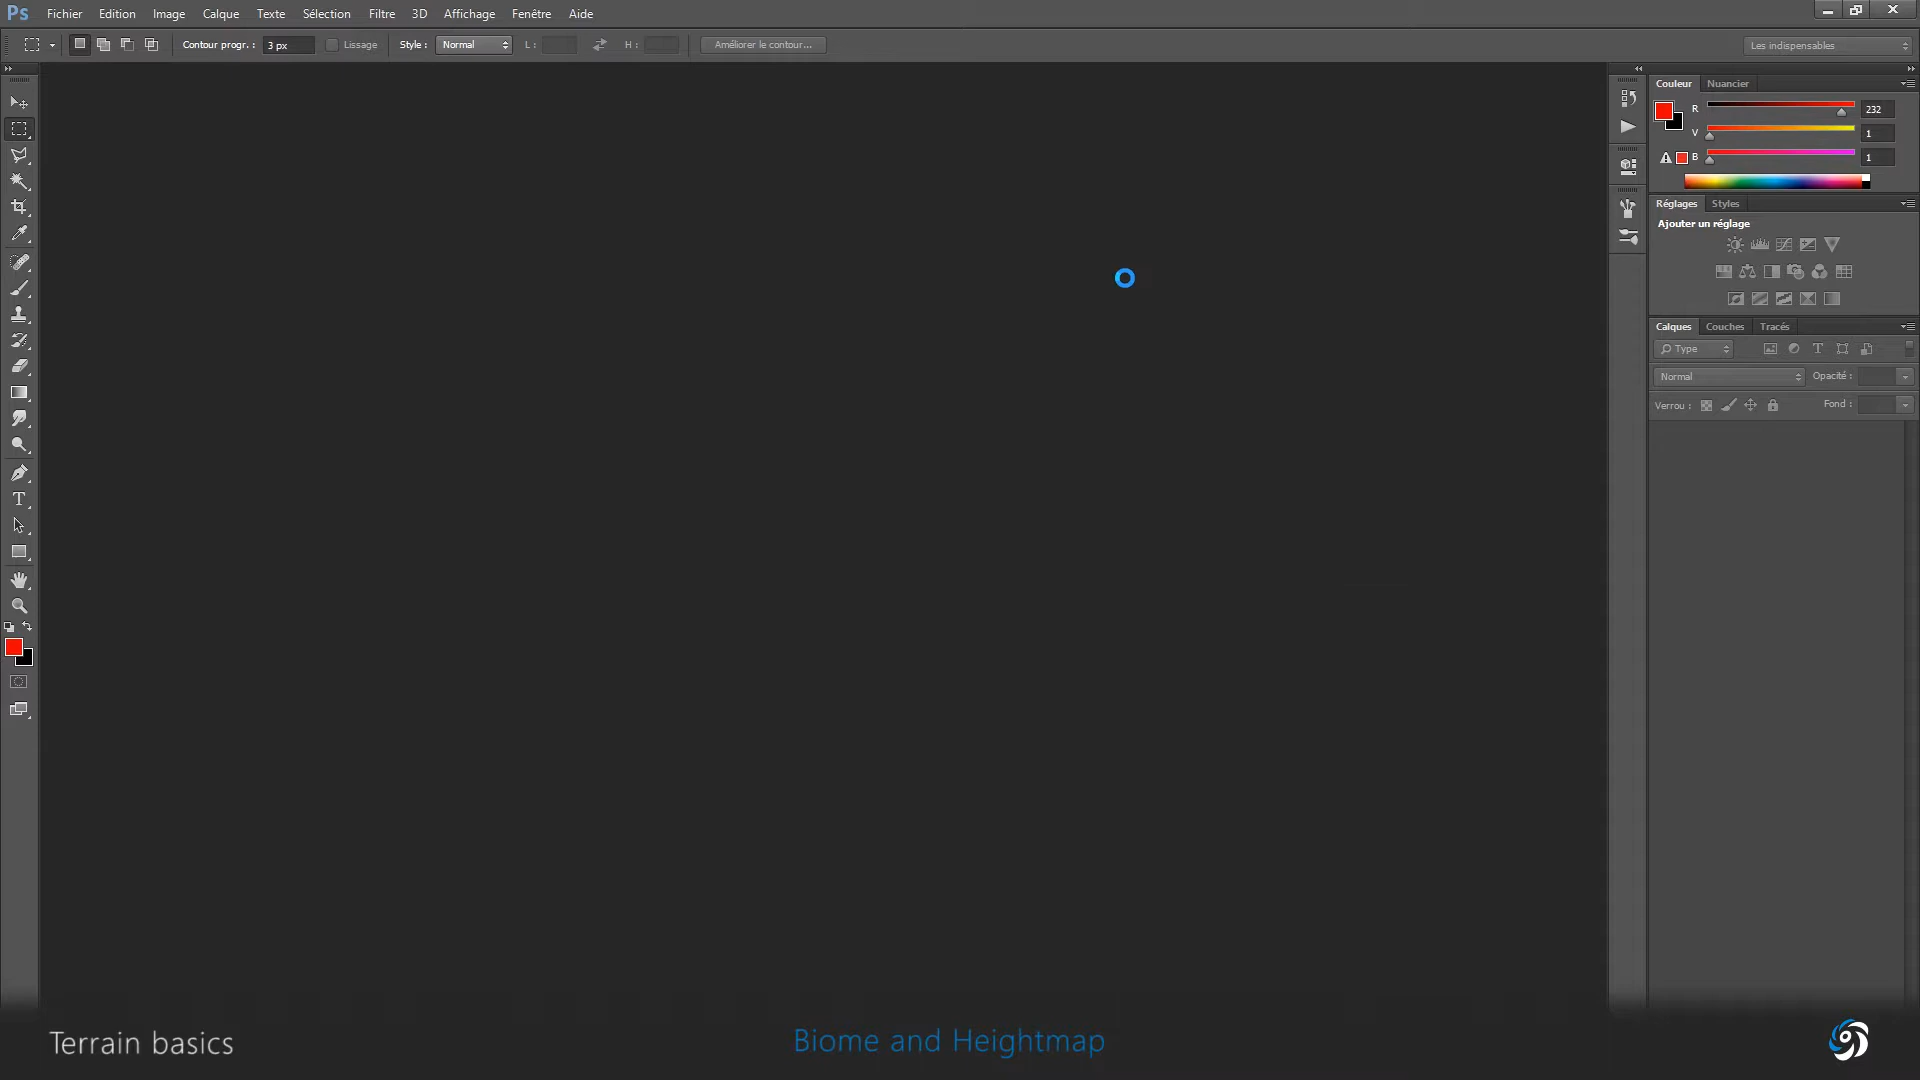 Ps Fichier Edition Image Calque Texte Sélection Filtre 3D Affichage Fenêtre Aide
Contour progr. : 3 px Lissage Style : Normal L : H : Améliorer le contour... Les indispensables
Couleur Nuancier
R 232
V 1
B 1
Réglages Styles
Ajouter un réglage
Calques Couches Tracés
Type
Normal Opacité :
Verrou : Fond :
Terrain basics Biome and Heightmap